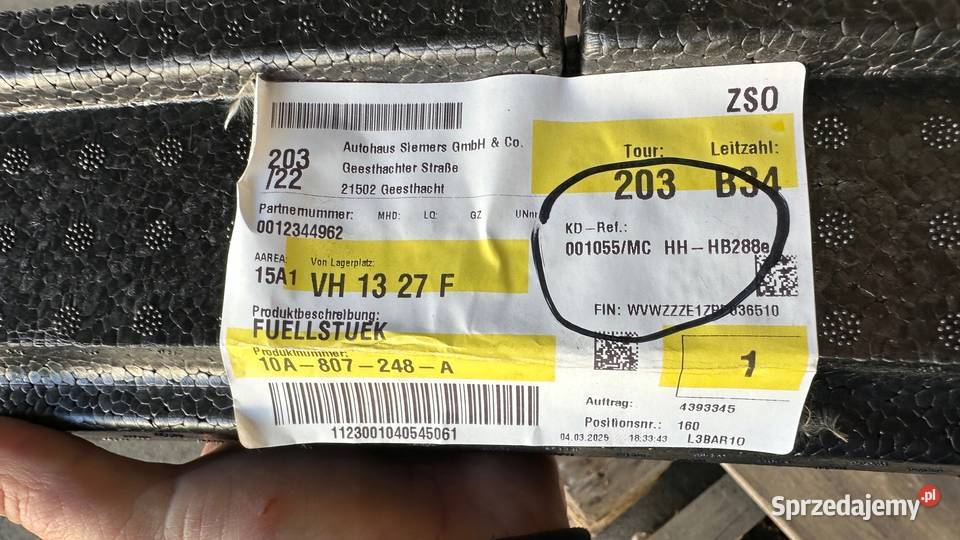 ZSO
203
/22
Autohaus Siemers GmbH & Co.
Geesthachter Straße
21502 Geesthacht
Tour: Leitzahl:
203 B34
Partnernummer: MHD: LQ: GZ
0012344962
KD-Ref.:
001055/MC HH-HB288e
AAREA: Von Lagerplatz:
15A1 VH 13 27 F
FIN:
Produktbeschreibung:
FUELLSTUEK
Produktnummer:
10A-807-248-A
1
Auftrag: 4393345
Positionsnr.: 160
1123001040545061
04.03.2025 18:33:43 L3BAR10
Sprzedajemy.pl